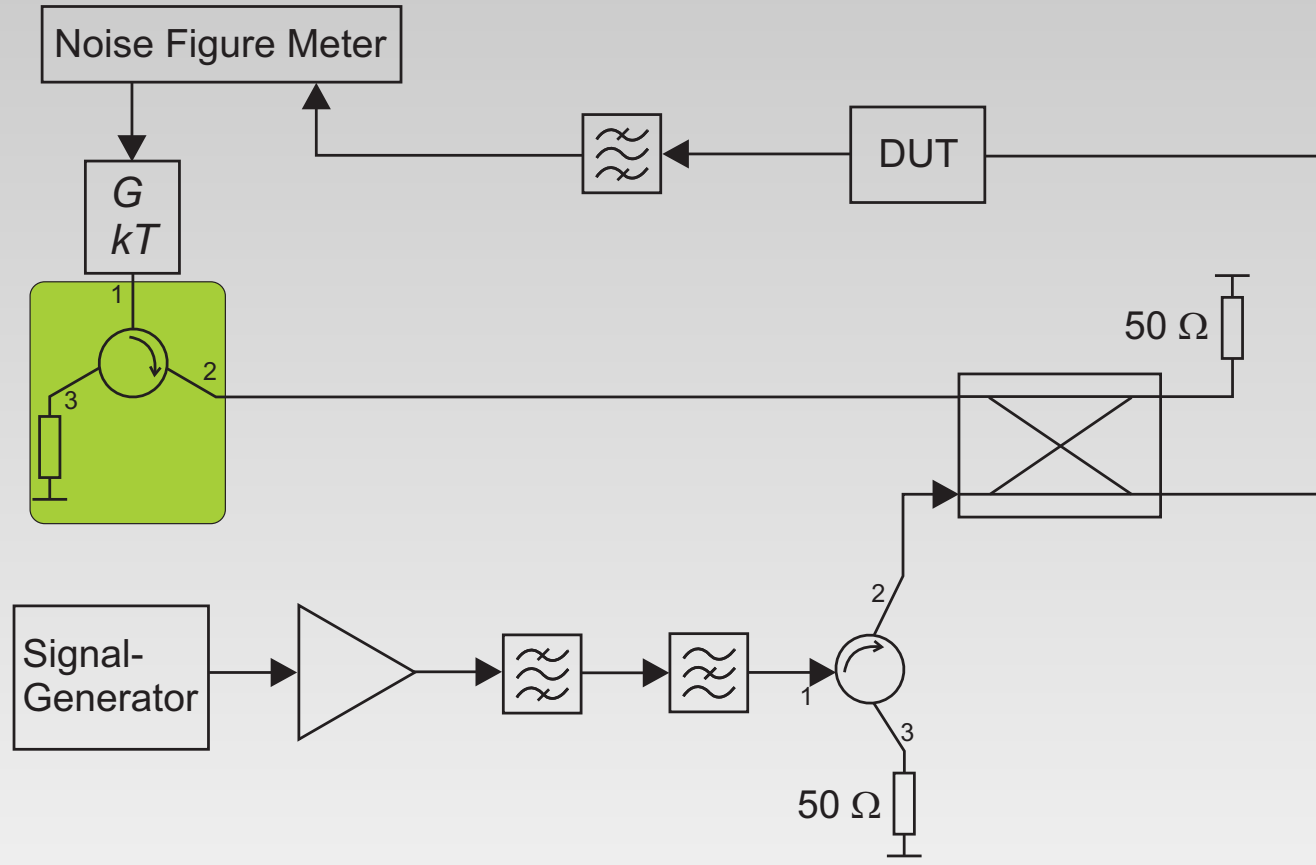 Noise Figure Meter
DUT
G
kT
1
2
3
50 Ω
Signal-
Generator
1
2
3
50 Ω